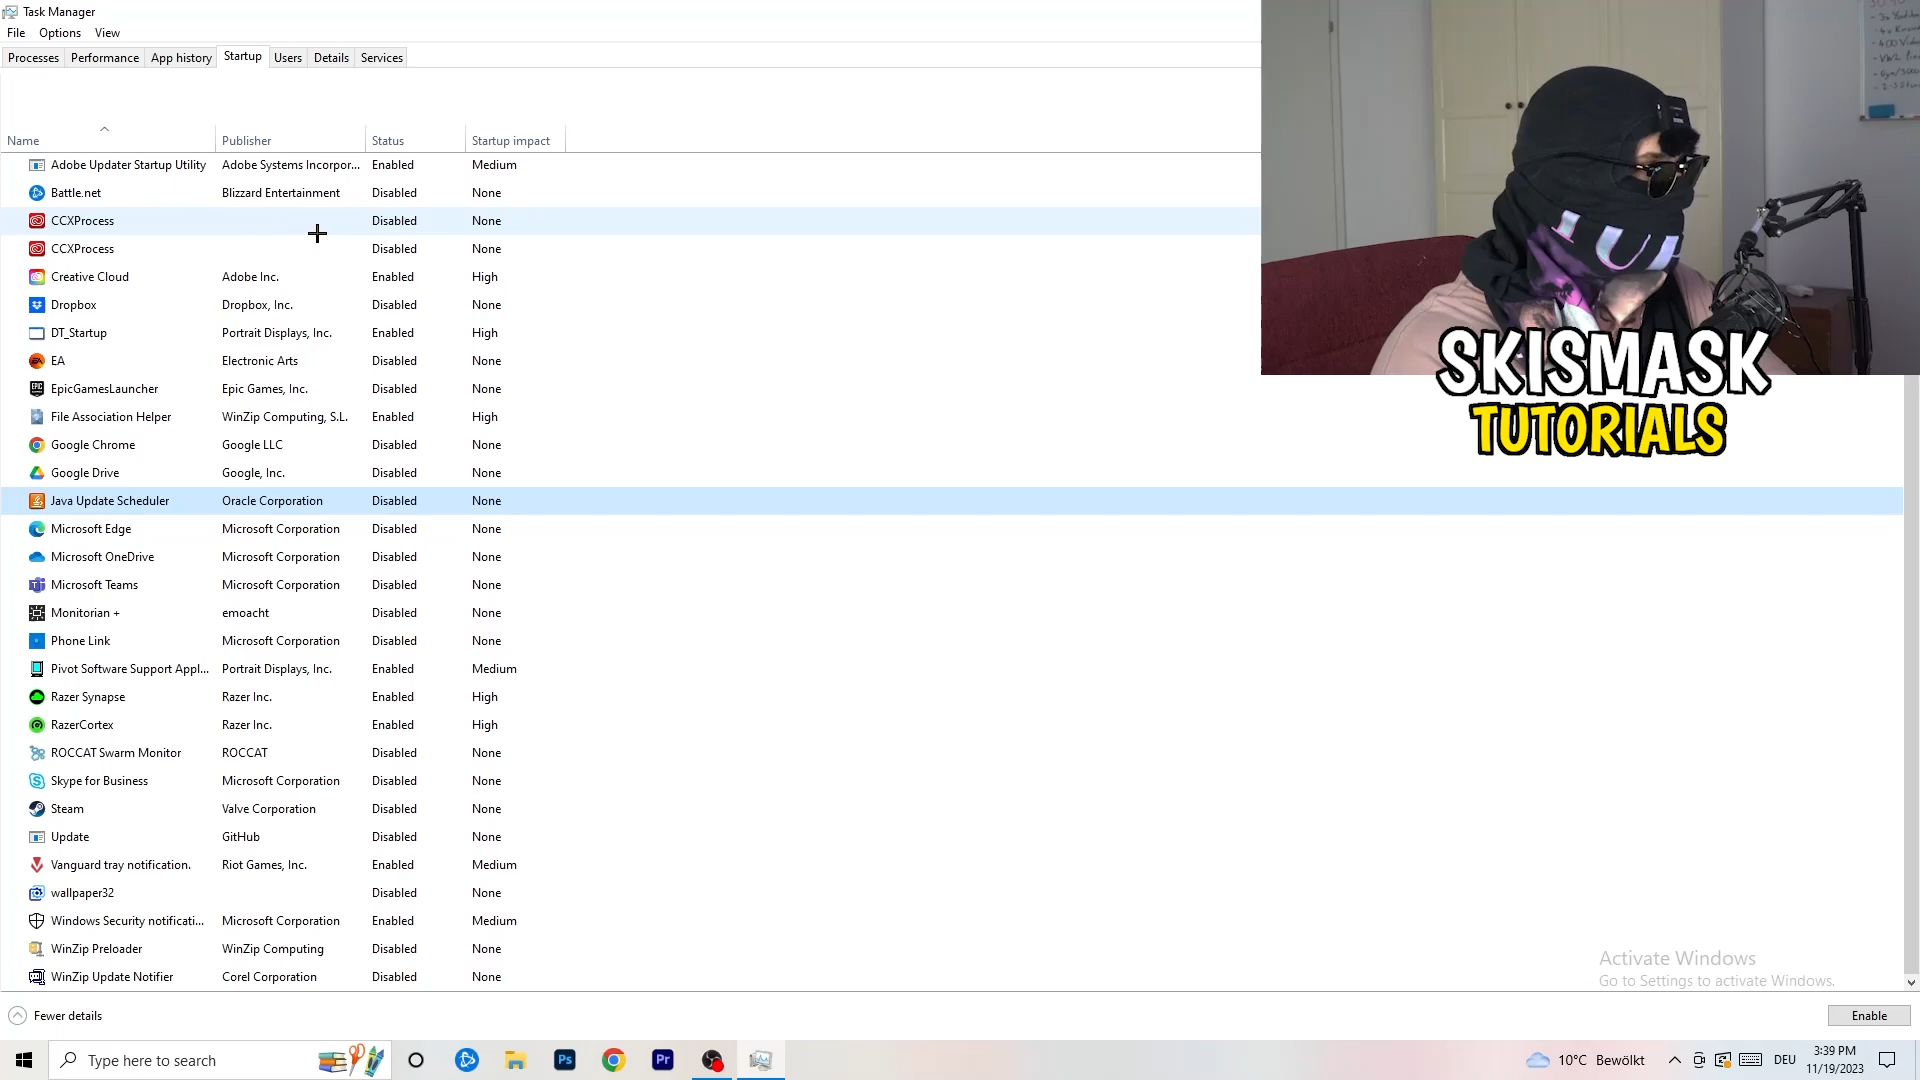 Task Manager
File Options View
Processes Performance App history Startup Users Details Services
Name Publisher Status Startup impact
Adobe Updater Startup Utility Adobe Systems Incorpor... Enabled Medium
Battle.net Blizzard Entertainment Disabled None
CCXProcess Disabled None
CCXProcess Disabled None
Creative Cloud Adobe Inc. Enabled High
Dropbox Dropbox, Inc. Disabled None
DT_Startup Portrait Displays, Inc. Enabled High
EA Electronic Arts Disabled None
EpicGamesLauncher Epic Games, Inc. Disabled None
File Association Helper WinZip Computing, S.L. Enabled High
Google Chrome Google LLC Disabled None
Google Drive Google, Inc. Disabled None
Java Update Scheduler Oracle Corporation Disabled None
Microsoft Edge Microsoft Corporation Disabled None
Microsoft OneDrive Microsoft Corporation Disabled None
Microsoft Teams Microsoft Corporation Disabled None
Monitorian + emoacht Disabled None
Phone Link Microsoft Corporation Disabled None
Pivot Software Support Appl... Portrait Displays, Inc. Enabled Medium
Razer Synapse Razer Inc. Enabled High
RazerCortex Razer Inc. Enabled High
ROCCAT Swarm Monitor ROCCAT Disabled None
Skype for Business Microsoft Corporation Disabled None
Steam Valve Corporation Disabled None
Update GitHub Disabled None
Vanguard tray notification. Riot Games, Inc. Enabled Medium
wallpaper32 Disabled None
Windows Security notificati... Microsoft Corporation Enabled Medium
WinZip Preloader WinZip Computing Disabled None
WinZip Update Notifier Corel Corporation Disabled None
SKISMASK
TUTORIALS
Activate Windows
Go to Settings to activate Windows.
Fewer details Enable
Type here to search Ps Pr 10°C Bewölkt DEU 3:39 PM
11/19/2023